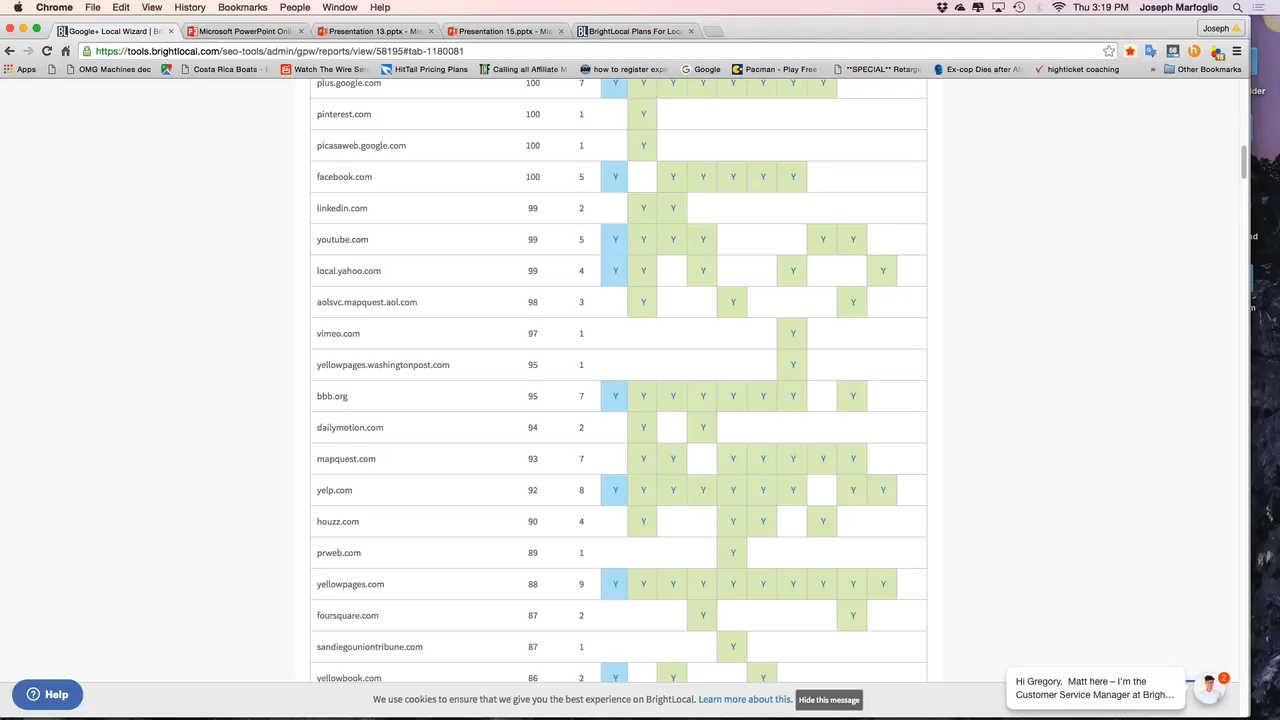 Chrome File Edit View History Bookmarks People Window Help Thu 3:19 PM Joseph Marfoglio
Google+ Local Wizard | Bri Microsoft PowerPoint Onli Presentation 13.pptx - Mic Presentation 15.pptx - Mic BrightLocal Plans For Loca Joseph
https://tools.brightlocal.com/seo-tools/admin/gpw/reports/view/58195#tab-1180081
Apps OMG Machines dec Costa Rica Boats - Watch The Wire Ser HitTail Pricing Plans Calling all Affiliate M how to register expi Google Pacman - Play Free **SPECIAL** Retarge Ex-cop Dies after At highticket coaching » Other Bookmarks
plus.google.com 100 7 Y Y Y Y Y Y Y Y
pinterest.com 100 1 Y
picasaweb.google.com 100 1 Y
facebook.com 100 5 Y Y Y Y Y Y
linkedin.com 99 2 Y Y
youtube.com 99 5 Y Y Y Y Y Y
local.yahoo.com 99 4 Y Y Y Y Y
aolsvc.mapquest.aol.com 98 3 Y Y Y
vimeo.com 97 1 Y
yellowpages.washingtonpost.com 95 1 Y
bbb.org 95 7 Y Y Y Y Y Y Y Y
dailymotion.com 94 2 Y Y
mapquest.com 93 7 Y Y Y Y Y Y Y
yelp.com 92 8 Y Y Y Y Y Y Y Y Y
houzz.com 90 4 Y Y Y Y
prweb.com 89 1 Y
yellowpages.com 88 9 Y Y Y Y Y Y Y Y Y Y
foursquare.com 87 2 Y Y
sandiegouniontribune.com 87 1 Y
yellowbook.com 86 2 Y Y Y
Help
We use cookies to ensure that we give you the best experience on BrightLocal. Learn more about this. Hide this message
Hi Gregory, Matt here – I'm the
Customer Service Manager at Brigh...
2